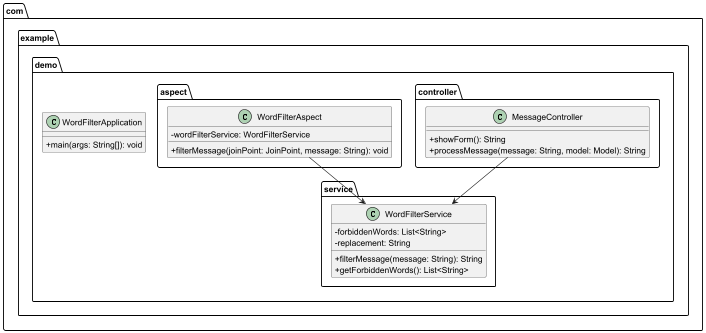 com
example
demo
aspect
controller
C WordFilterApplication
+main(args: String[]): void
C WordFilterAspect
-wordFilterService: WordFilterService
+filterMessage(joinPoint: JoinPoint, message: String): void
C MessageController
+showForm(): String
+processMessage(message: String, model: Model): String
service
C WordFilterService
-forbiddenWords: List<String>
-replacement: String
+filterMessage(message: String): String
+getForbiddenWords(): List<String>